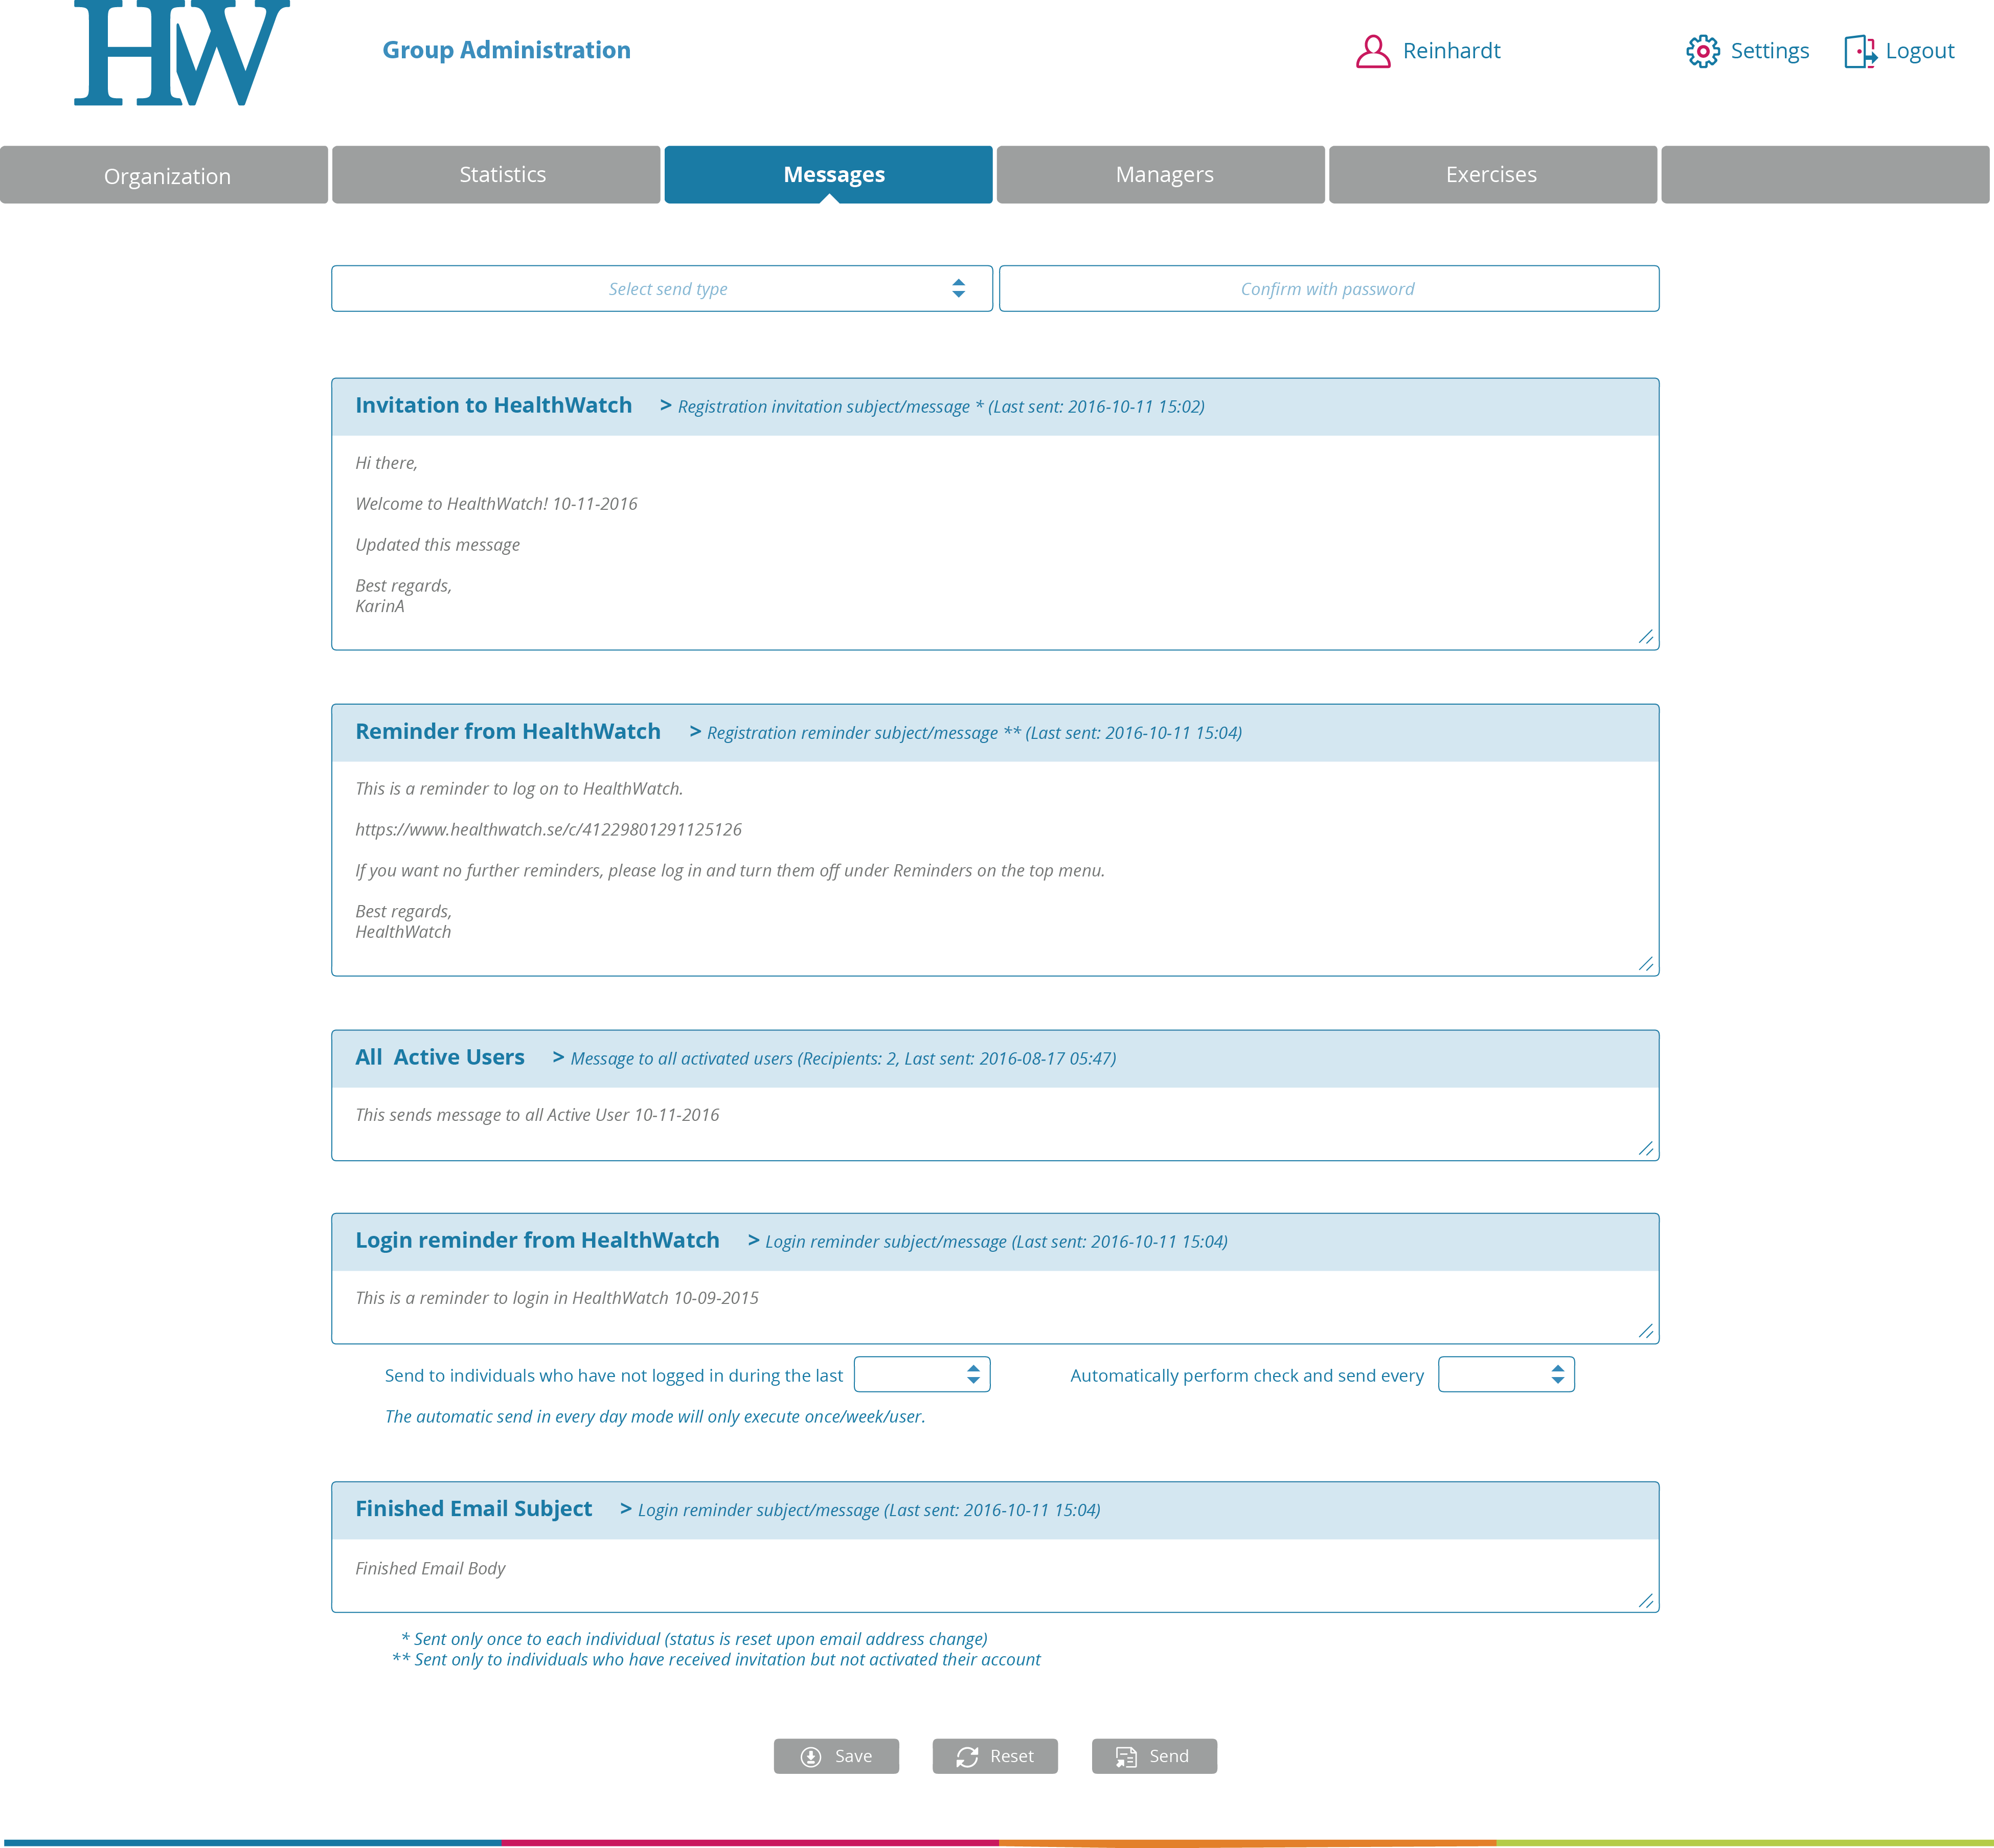 HW
Group Administration
Reinhardt
Settings
Logout
Organization
Statistics
Messages
Managers
Exercises
Select send type
Confirm with password
Invitation to HealthWatch > Registration invitation subject/message * (Last sent: 2016-10-11 15:02)
Hi there,
Welcome to HealthWatch! 10-11-2016
Updated this message
Best regards,
KarinA
Reminder from HealthWatch > Registration reminder subject/message ** (Last sent: 2016-10-11 15:04)
This is a reminder to log on to HealthWatch.
https://www.healthwatch.se/c/41229801291125126
If you want no further reminders, please log in and turn them off under Reminders on the top menu.
Best regards,
HealthWatch
All Active Users > Message to all activated users (Recipients: 2, Last sent: 2016-08-17 05:47)
This sends message to all Active User 10-11-2016
Login reminder from HealthWatch > Login reminder subject/message (Last sent: 2016-10-11 15:04)
This is a reminder to login in HealthWatch 10-09-2015
Send to individuals who have not logged in during the last
Automatically perform check and send every
The automatic send in every day mode will only execute once/week/user.
Finished Email Subject > Login reminder subject/message (Last sent: 2016-10-11 15:04)
Finished Email Body
* Sent only once to each individual (status is reset upon email address change)
** Sent only to individuals who have received invitation but not activated their account
Save
Reset
Send